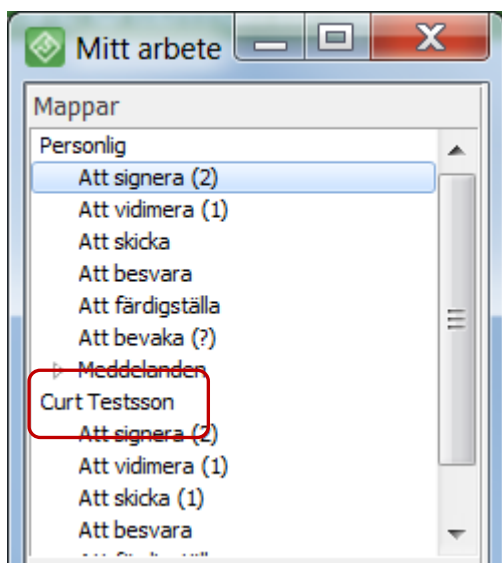 Mitt arbete
Mappar
Personlig
Att signera (2)
Att vidimera (1)
Att skicka
Att besvara
Att färdigställa
Att bevaka (?)
Meddelanden
Curt Testsson
Att signera (2)
Att vidimera (1)
Att skicka (1)
Att besvara